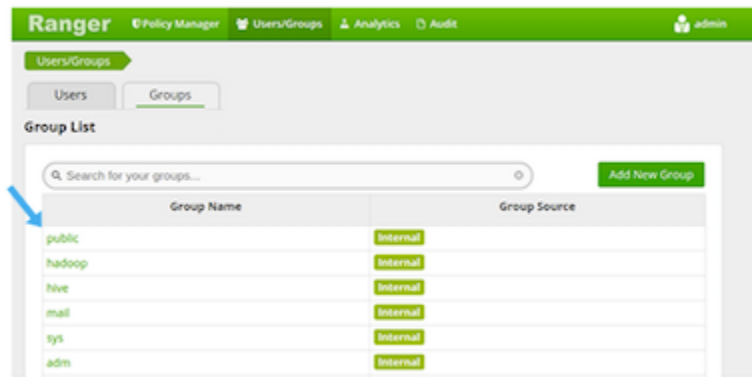 Ranger Policy Manager Users/Groups Analytics Audit admin
Users/Groups
Users Groups
Group List
Search for your groups... Add New Group
Group Name Group Source
public Internal
hadoop Internal
hive Internal
mail Internal
sys Internal
adm Internal